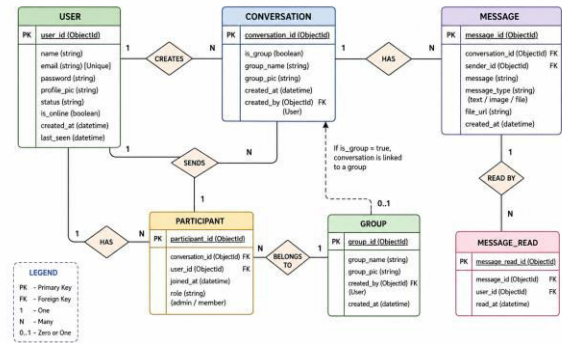 USER
PK user_id (ObjectId)
name (string)
email (string) [Unique]
password (string)
profile_pic (string)
status (string)
is_online (boolean)
created_at (datetime)
last_seen (datetime)
1
CREATES
N
CONVERSATION
PK conversation_id (ObjectId)
is_group (boolean)
group_name (string)
group_pic (string)
created_at (datetime)
created_by (ObjectId) FK
(User)
1
HAS
N
MESSAGE
PK message_id (ObjectId)
conversation_id (ObjectId) FK
sender_id (ObjectId) FK
message (string)
message_type (string)
(text / image / file)
file_url (string)
created_at (datetime)
1
SENDS
N
1
If is_group = true,
conversation is linked
to a group
0..1
1
READ BY
N
1
HAS
N
PARTICIPANT
PK participant_id (ObjectId)
conversation_id (ObjectId) FK
user_id (ObjectId) FK
joined_at (datetime)
role (string)
(admin / member)
N
BELONGS
TO
1
GROUP
PK group_id (ObjectId)
group_name (string)
group_pic (string)
created_by (ObjectId) FK
(User)
created_at (datetime)
MESSAGE_READ
PK message_read_id (ObjectId)
message_id (ObjectId) FK
user_id (ObjectId) FK
read_at (datetime)
LEGEND
PK - Primary Key
FK - Foreign Key
1 - One
N - Many
0..1 - Zero or One